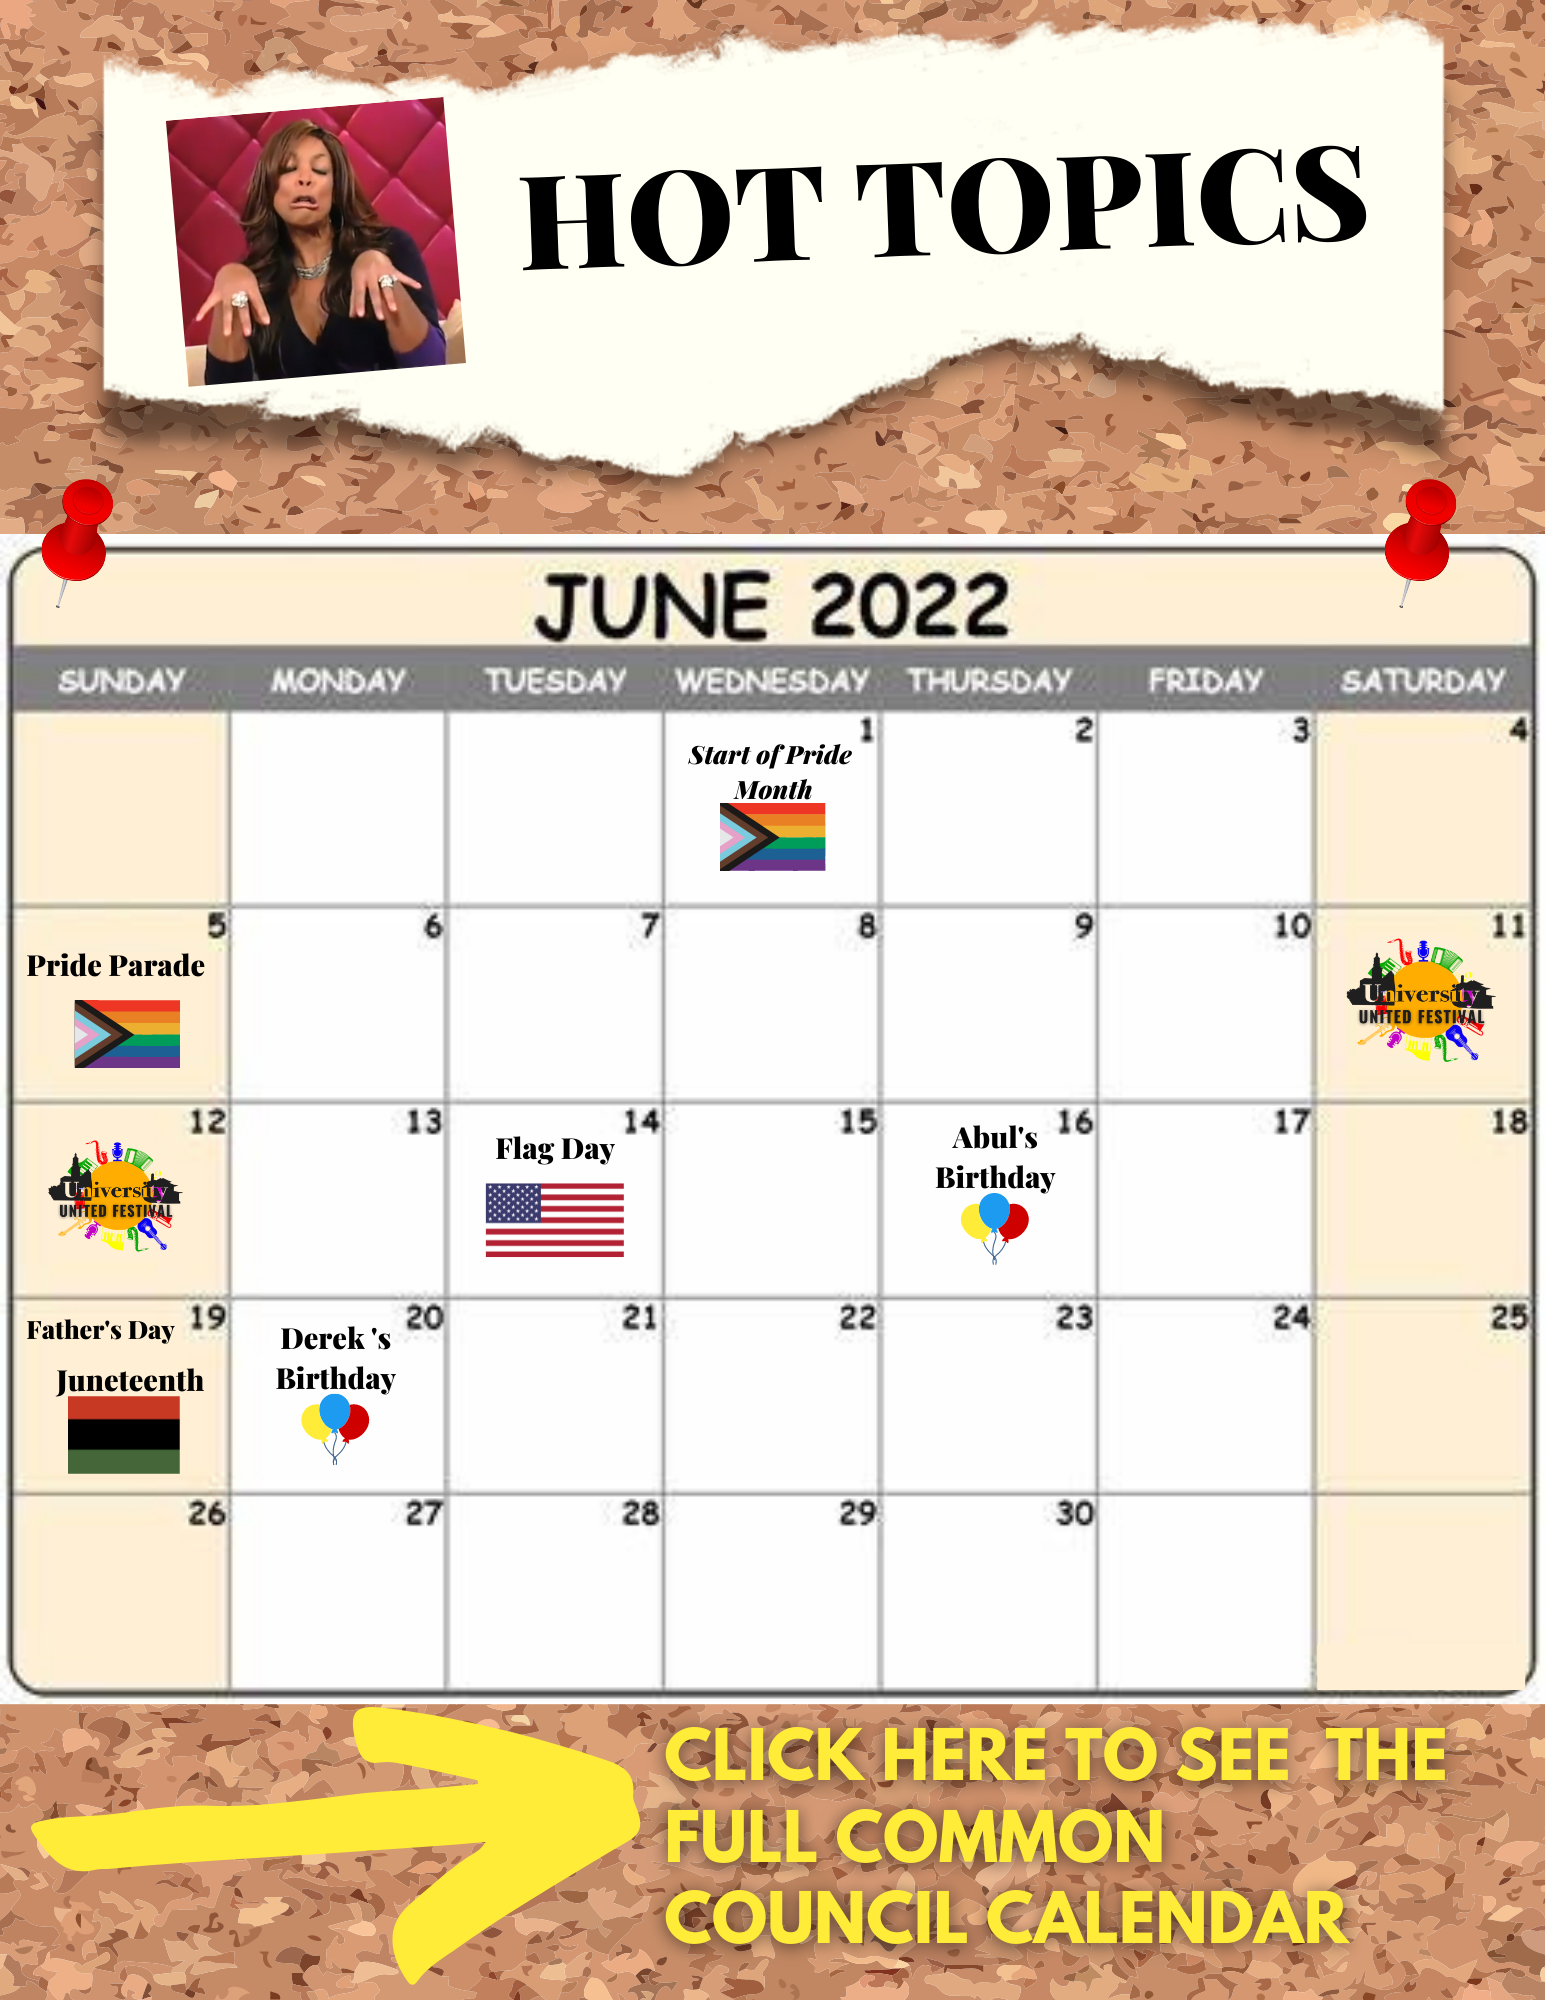 HOT TOPICS
JUNE 2022
SUNDAY MONDAY TUESDAY WEDNESDAY THURSDAY FRIDAY SATURDAY
1 2 3 4
Start of Pride
Month
5 6 7 8 9 10 11
Pride Parade
University
UNITED FESTIVAL
12 13 14 15 16 17 18
University
UNITED FESTIVAL
Flag Day
Abul's
Birthday
19 20 21 22 23 24 25
Father's Day
Juneteenth
Derek 's
Birthday
26 27 28 29 30
CLICK HERE TO SEE THE
FULL COMMON
COUNCIL CALENDAR